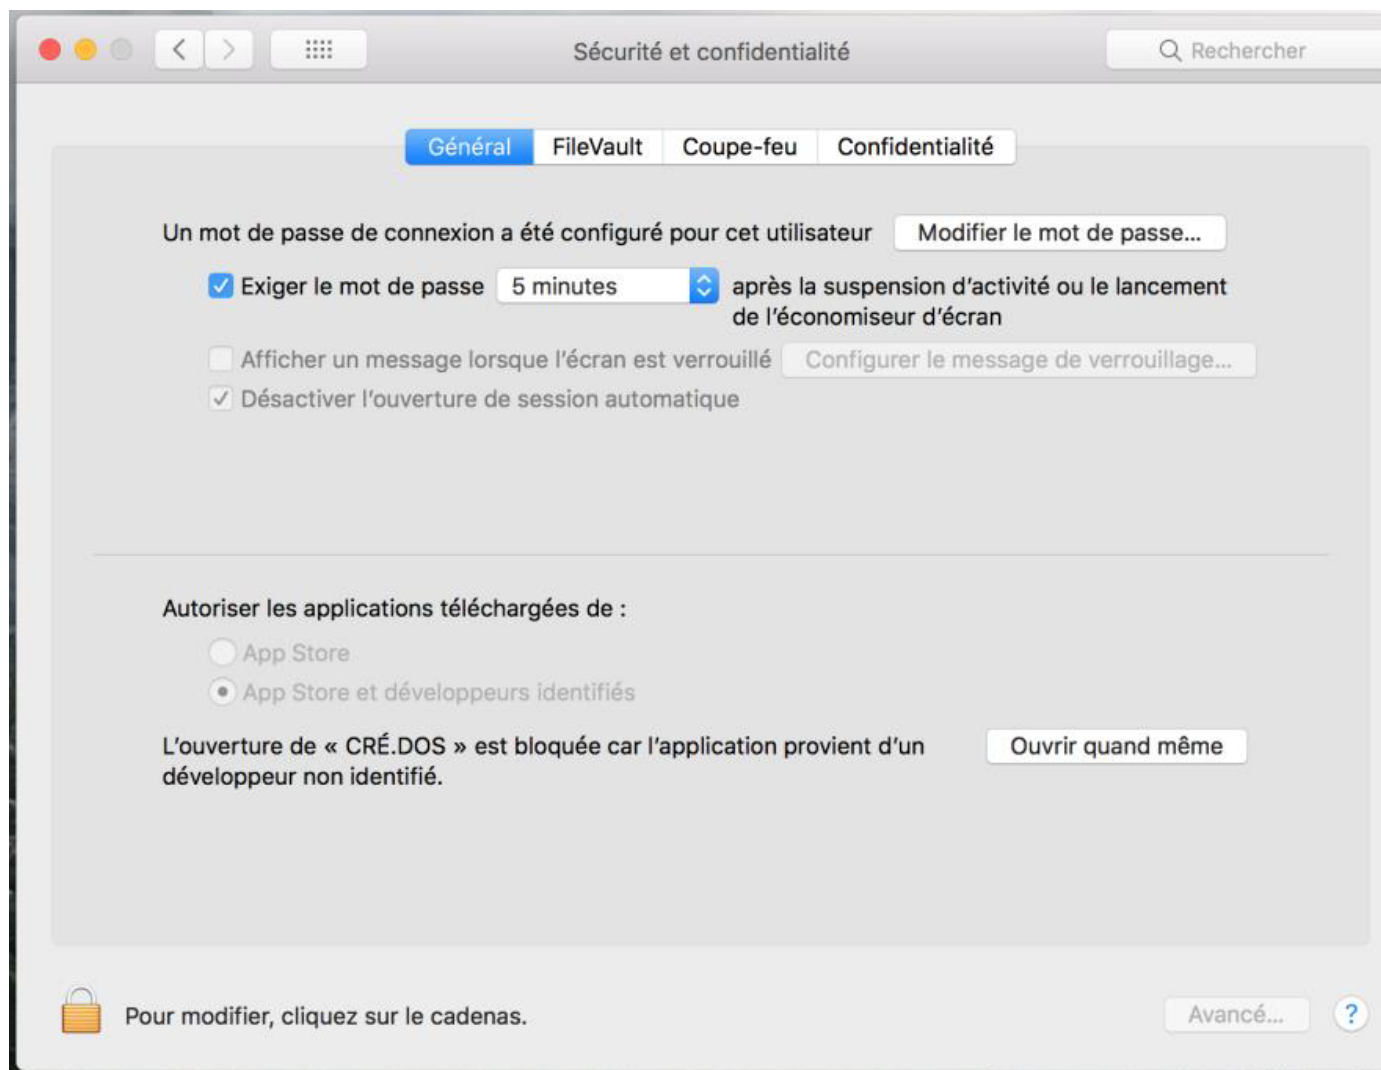 Sécurité et confidentialité
Rechercher
Général FileVault Coupe-feu Confidentialité
Un mot de passe de connexion a été configuré pour cet utilisateur Modifier le mot de passe...
Exiger le mot de passe 5 minutes après la suspension d’activité ou le lancement
de l’économiseur d’écran
Afficher un message lorsque l’écran est verrouillé Configurer le message de verrouillage...
Désactiver l’ouverture de session automatique
Autoriser les applications téléchargées de :
App Store
App Store et développeurs identifiés
L’ouverture de « CRÉ.DOS » est bloquée car l’application provient d’un
développeur non identifié.
Ouvrir quand même
Pour modifier, cliquez sur le cadenas.
Avancé...
?